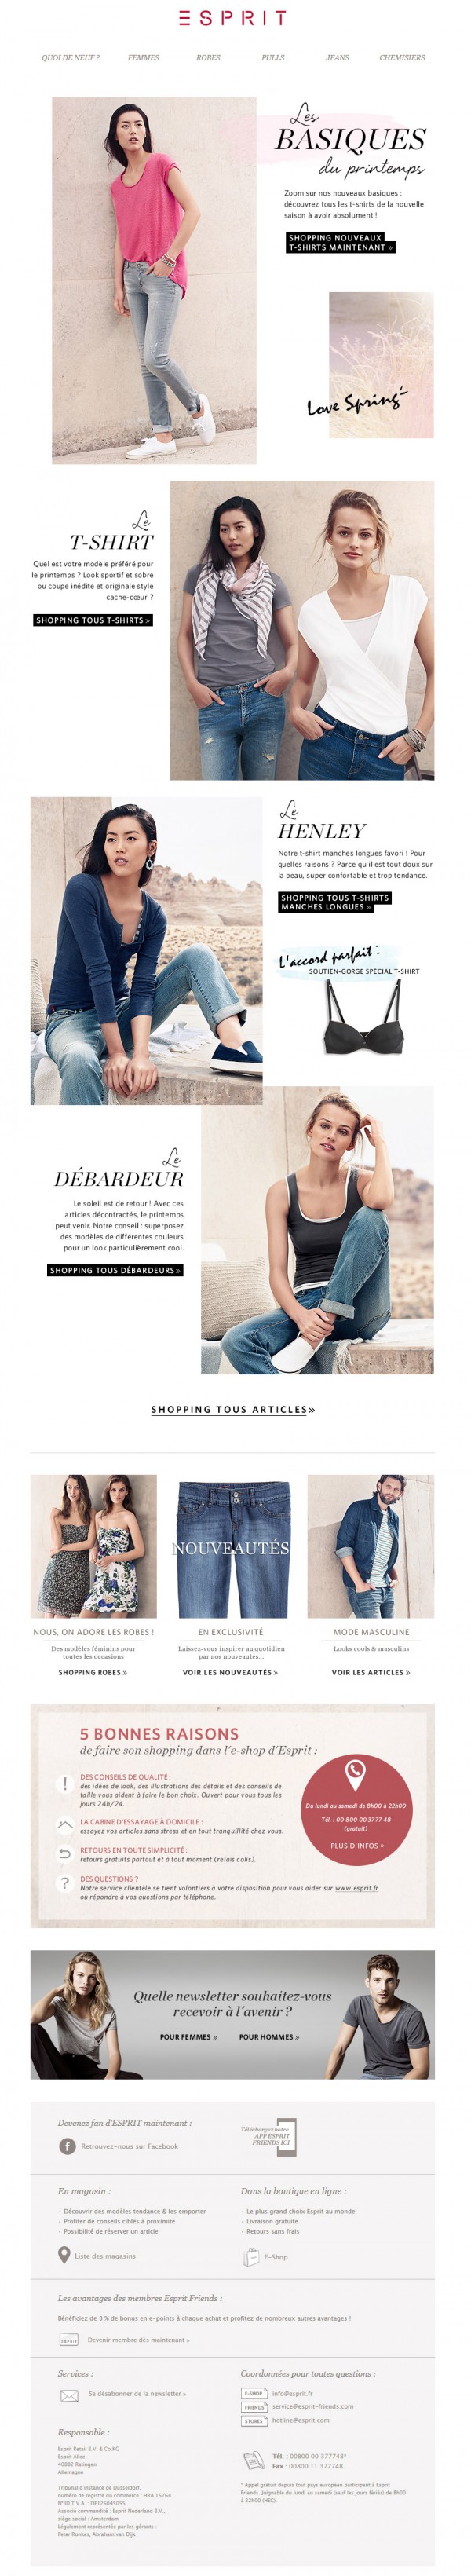 ESPRIT
QUOI DE NEUF ? FEMMES ROBES PULLS JEANS CHEMISIERS
Les
BASIQUES
du printemps
Zoom sur nos nouveaux basiques :
découvrez tous les t-shirts de la nouvelle
saison à avoir absolument !
SHOPPING NOUVEAUX
T-SHIRTS MAINTENANT »
Love Spring
Le
T-SHIRT
Quel est votre modèle préféré pour
le printemps ? Look sportif et sobre
ou coupe inédite et originale style
cache-cœur ?
SHOPPING TOUS T-SHIRTS »
Le
HENLEY
Notre t-shirt manches longues favori ! Pour
quelles raisons ? Parce qu'il est tout doux sur
la peau, super confortable et trop tendance.
SHOPPING TOUS T-SHIRTS
MANCHES LONGUES »
L'accord parfait :
SOUTIEN-GORGE SPÉCIAL T-SHIRT
Le
DÉBARDEUR
Le soleil est de retour ! Avec ces
articles décontractés, le printemps
peut venir. Notre conseil : superposez
des modèles de différentes couleurs
pour un look particulièrement cool.
SHOPPING TOUS DÉBARDEURS »
SHOPPING TOUS ARTICLES»
NOUVEAUTÉS
NOUS, ON ADORE LES ROBES !
Des modèles féminins pour
toutes les occasions
SHOPPING ROBES »
EN EXCLUSIVITÉ
Laissez-vous inspirer au quotidien
par nos nouveautés...
VOIR LES NOUVEAUTÉS »
MODE MASCULINE
Looks cools & masculins
VOIR LES ARTICLES »
5 BONNES RAISONS
de faire son shopping dans l'e-shop d'Esprit :
DES CONSEILS DE QUALITÉ :
des idées de look, des illustrations des détails et des conseils de
taille vous aident à faire le bon choix. Ouvert pour vous tous les
jours 24h/24.
LA CABINE D'ESSAYAGE À DOMICILE :
essayez vos articles sans stress et en tout tranquillité chez vous.
RETOURS EN TOUTE SIMPLICITÉ :
retours gratuits partout et à tout moment (relais colis).
DES QUESTIONS ?
Notre service clientèle se tient volontiers à votre disposition pour vous aider sur www.esprit.fr
ou répondre à vos questions par téléphone.
Du lundi au samedi de 8h00 à 22h00
Tél. : 00 800 00 3777 48
(gratuit)
PLUS D'INFOS »
Quelle newsletter souhaitez-vous
recevoir à l'avenir ?
POUR FEMMES » POUR HOMMES »
Devenez fan d'ESPRIT maintenant :
Retrouvez-nous sur Facebook
Téléchargez notre
APP ESPRIT
FRIENDS ICI
En magasin :
- Découvrir des modèles tendance & les emporter
- Profiter de conseils ciblés à proximité
- Possibilité de réserver un article
Liste des magasins
Dans la boutique en ligne :
- Le plus grand choix Esprit au monde
- Livraison gratuite
- Retours sans frais
E-Shop
Les avantages des membres Esprit Friends :
Bénéficiez de 3 % de bonus en e-points à chaque achat et profitez de nombreux autres avantages !
ESPRIT
Devenir membre dès maintenant »
Services :
Se désabonner de la newsletter »
Coordonnées pour toutes questions :
E-SHOP info@esprit.fr
FRIENDS service@esprit-friends.com
STORES hotline@esprit.com
Responsable :
Esprit Retail B.V. & Co.KG
Esprit Allee
40882 Ratingen
Allemagne
Tribunal d'instance de Düsseldorf,
numéro de registre du commerce : HRA 15764
N° ID T.V.A. : DE126045055
Associé commandité : Esprit Nederland B.V.,
siège social : Amsterdam
Légalement représentée par les gérants :
Peter Romkes, Abraham van Dijk
Tél. : 00800 00 377748*
Fax : 00800 11 377748
* Appel gratuit depuis tout pays européen participant à Esprit
Friends. Joignable du lundi au samedi (sauf les jours fériés) de 8h00
à 22h00 (HEC).